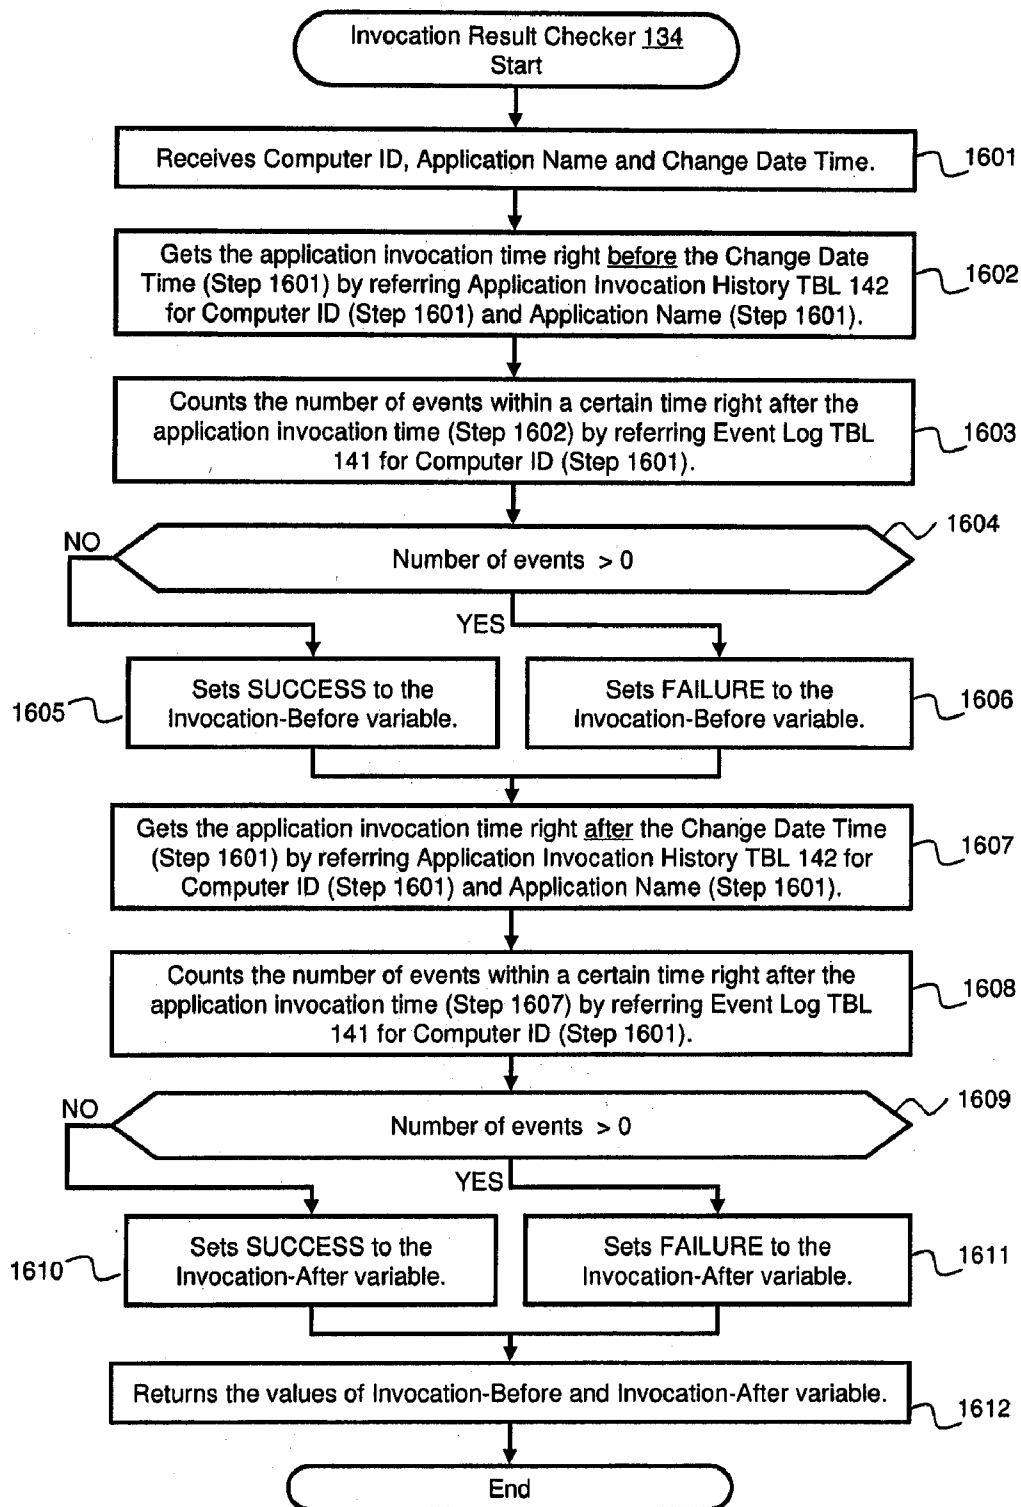 Invocation Result Checker 134
Start
Receives Computer ID, Application Name and Change Date Time.
1601
Gets the application invocation time right before the Change Date
Time (Step 1601) by referring Application Invocation History TBL 142
for Computer ID (Step 1601) and Application Name (Step 1601).
1602
Counts the number of events within a certain time right after the
application invocation time (Step 1602) by referring Event Log TBL
141 for Computer ID (Step 1601).
1603
1604
NO
Number of events > 0
YES
Sets SUCCESS to the
Invocation-Before variable.
1605
Sets FAILURE to the
Invocation-Before variable.
1606
Gets the application invocation time right after the Change Date Time
(Step 1601) by referring Application Invocation History TBL 142 for
Computer ID (Step 1601) and Application Name (Step 1601).
1607
Counts the number of events within a certain time right after the
application invocation time (Step 1607) by referring Event Log TBL
141 for Computer ID (Step 1601).
1608
1609
NO
Number of events > 0
YES
Sets SUCCESS to the
Invocation-After variable.
1610
Sets FAILURE to the
Invocation-After variable.
1611
Returns the values of Invocation-Before and Invocation-After variable.
1612
End